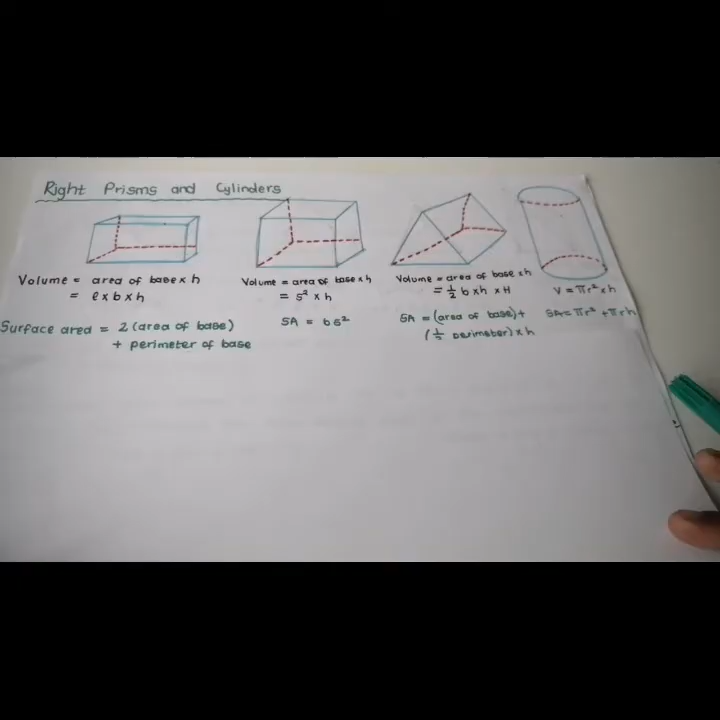 Right Prisms and Cylinders
Volume = area of base x h
= l x b x h
Surface area = 2 (area of base)
+ perimeter of base
Volume = area of base x h
= s² x h
SA = 6s²
Volume = area of base x h
= ½ b x h x H
SA = (area of base) +
perimeter) x h
V = πr² x h
SA = πr² + πrh